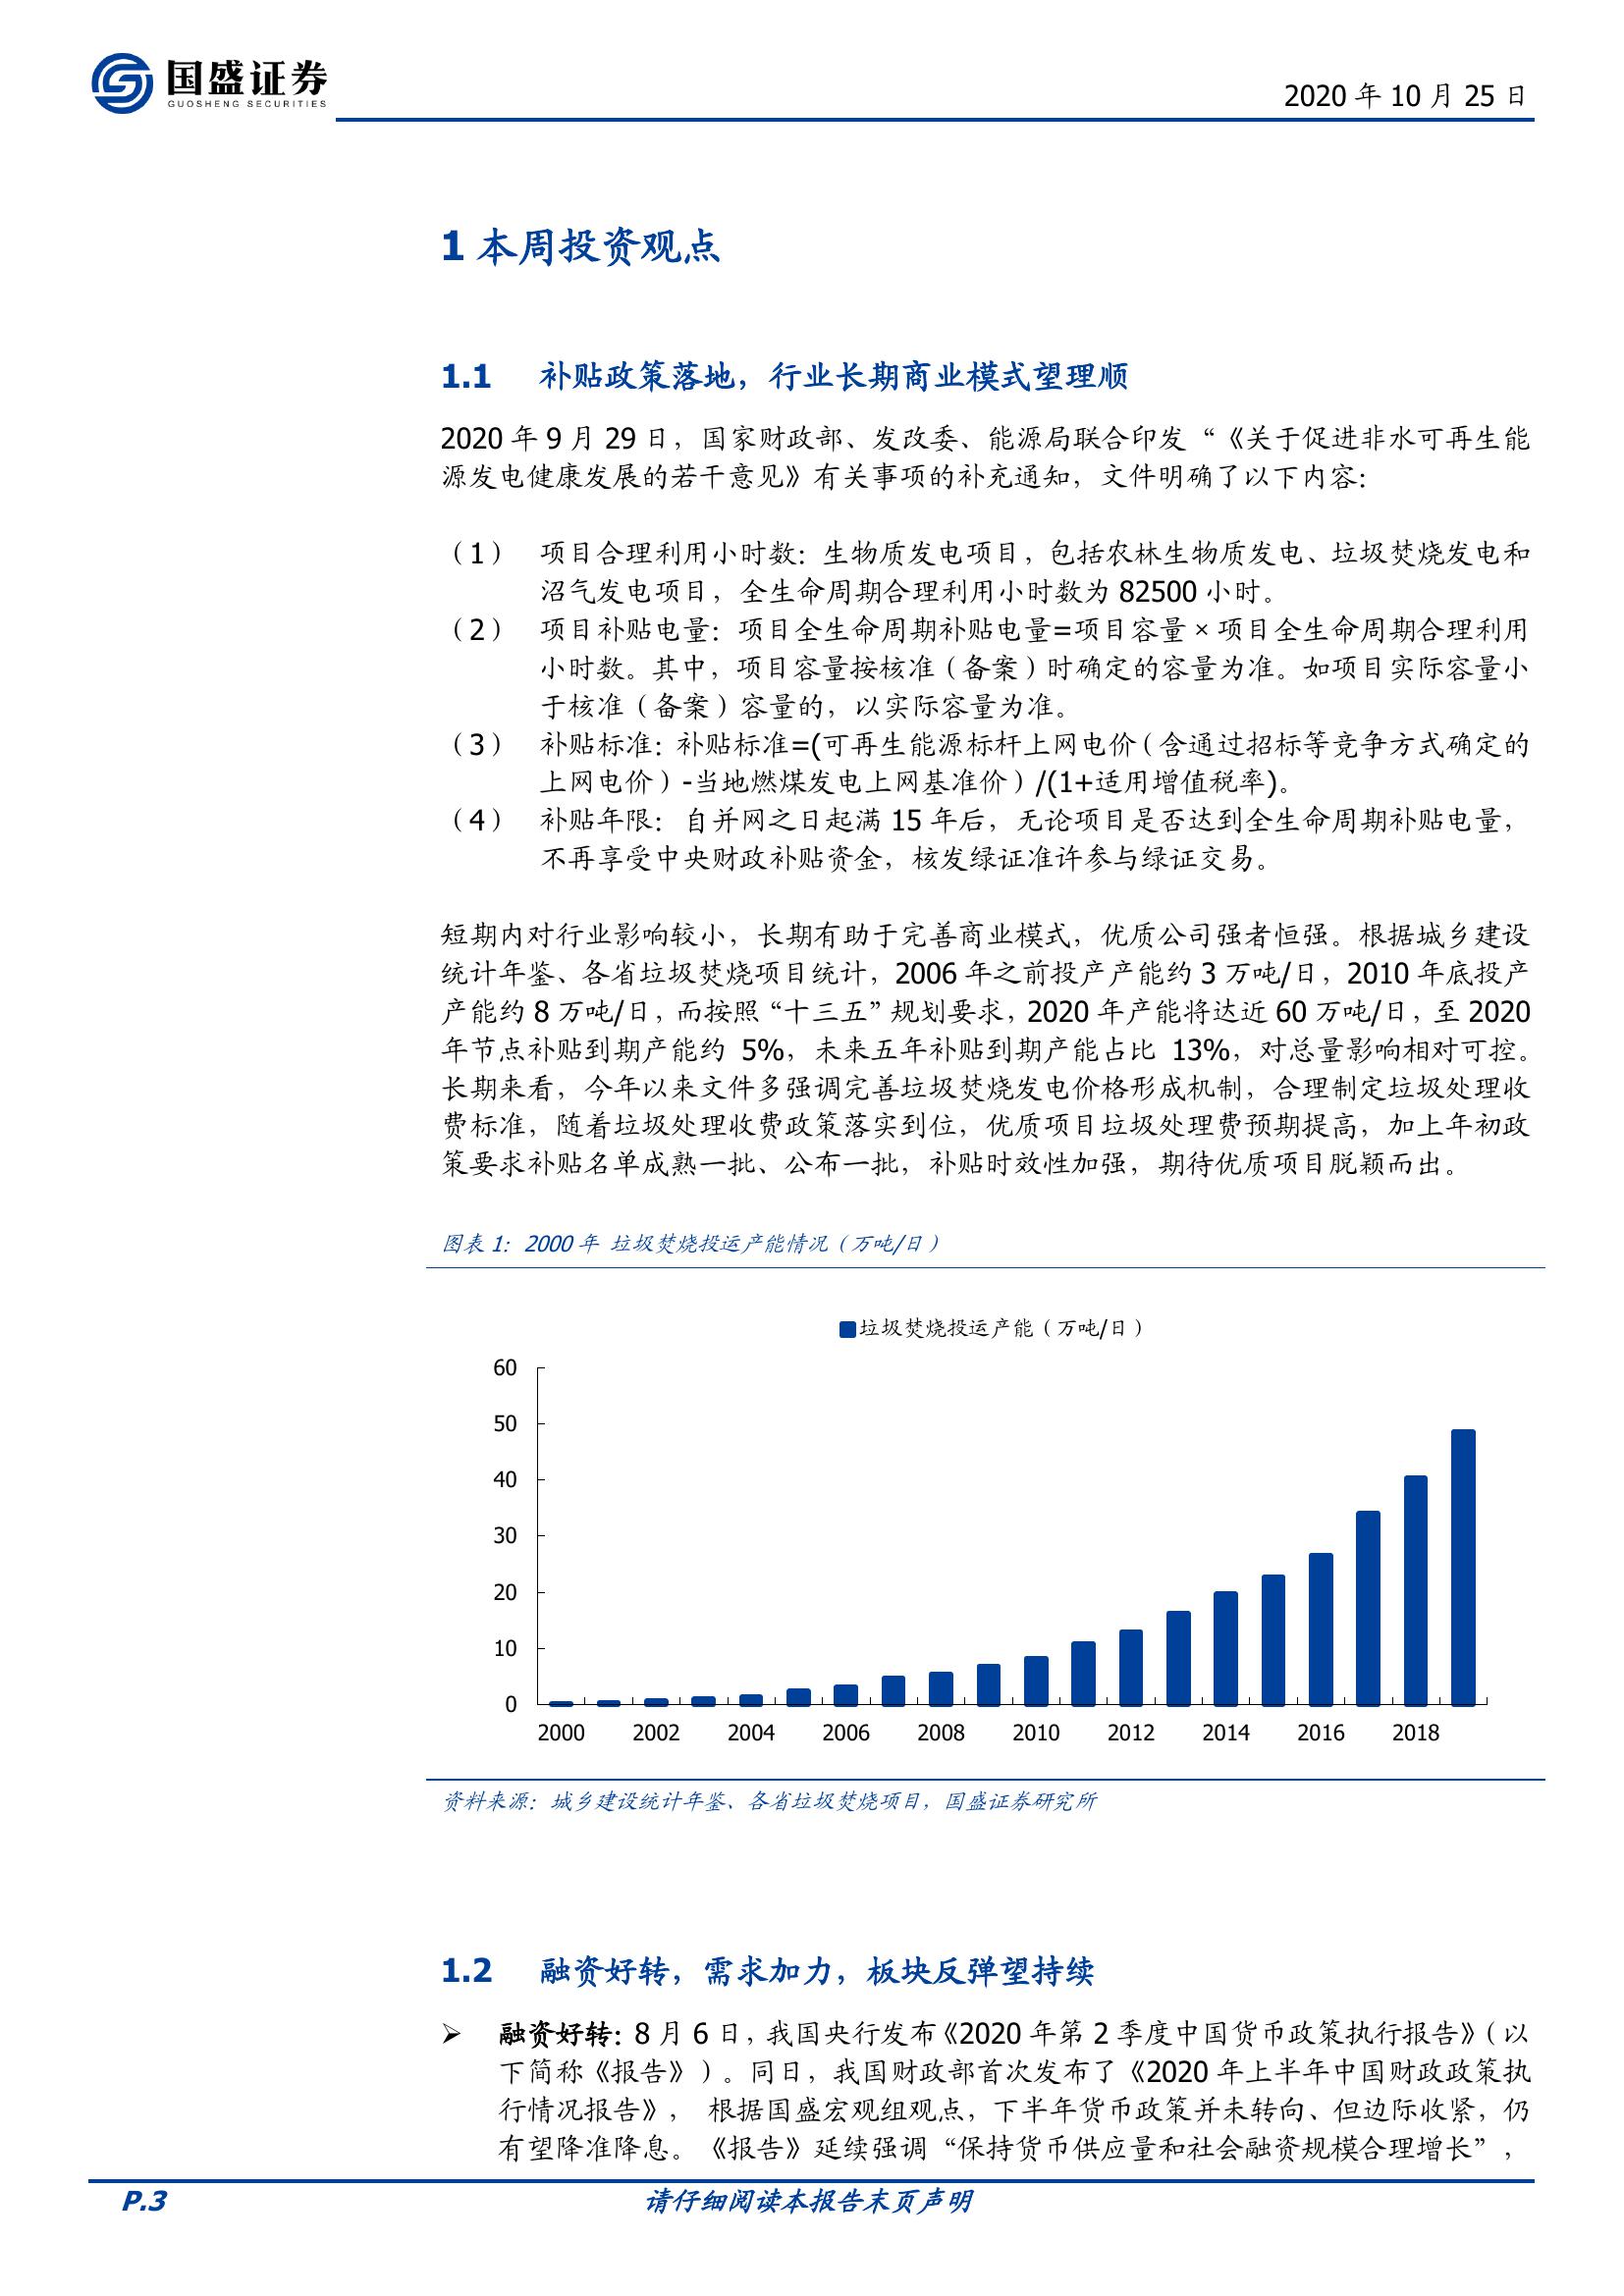 国盛证券
GUOSHENG SECURITIES
2020 年 10 月 25 日
1 本周投资观点
1.1 补贴政策落地，行业长期商业模式望理顺
2020 年 9 月 29 日，国家财政部、发改委、能源局联合印发“《关于促进非水可再生能
源发电健康发展的若干意见》有关事项的补充通知，文件明确了以下内容：
（1） 项目合理利用小时数：生物质发电项目，包括农林生物质发电、垃圾焚烧发电和
沼气发电项目，全生命周期合理利用小时数为 82500 小时。
（2） 项目补贴电量：项目全生命周期补贴电量=项目容量×项目全生命周期合理利用
小时数。其中，项目容量按核准（备案）时确定的容量为准。如项目实际容量小
于核准（备案）容量的，以实际容量为准。
（3） 补贴标准：补贴标准=(可再生能源标杆上网电价（含通过招标等竞争方式确定的
上网电价）-当地燃煤发电上网基准价）/(1+适用增值税率)。
（4） 补贴年限：自并网之日起满 15 年后，无论项目是否达到全生命周期补贴电量，
不再享受中央财政补贴资金，核发绿证准许参与绿证交易。
短期内对行业影响较小，长期有助于完善商业模式，优质公司强者恒强。根据城乡建设
统计年鉴、各省垃圾焚烧项目统计，2006 年之前投产产能约 3 万吨/日，2010 年底投产
产能约 8 万吨/日，而按照“十三五”规划要求，2020 年产能将达近 60 万吨/日，至 2020
年节点补贴到期产能约 5%，未来五年补贴到期产能占比 13%，对总量影响相对可控。
长期来看，今年以来文件多强调完善垃圾焚烧发电价格形成机制，合理制定垃圾处理收
费标准，随着垃圾处理收费政策落实到位，优质项目垃圾处理费预期提高，加上年初政
策要求补贴名单成熟一批、公布一批，补贴时效性加强，期待优质项目脱颖而出。
图表 1：2000 年 垃圾焚烧投运产能情况（万吨/日）
垃圾焚烧投运产能（万吨/日）
60
50
40
30
20
10
0
2000 2002 2004 2006 2008 2010 2012 2014 2016 2018
资料来源：城乡建设统计年鉴、各省垃圾焚烧项目，国盛证券研究所
1.2 融资好转，需求加力，板块反弹望持续
➢ 融资好转：8 月 6 日，我国央行发布《2020 年第 2 季度中国货币政策执行报告》（以
下简称《报告》）。同日，我国财政部首次发布了《2020 年上半年中国财政政策执
行情况报告》， 根据国盛宏观组观点，下半年货币政策并未转向、但边际收紧，仍
有望降准降息。《报告》延续强调“保持货币供应量和社会融资规模合理增长”，
P.3 请仔细阅读本报告末页声明